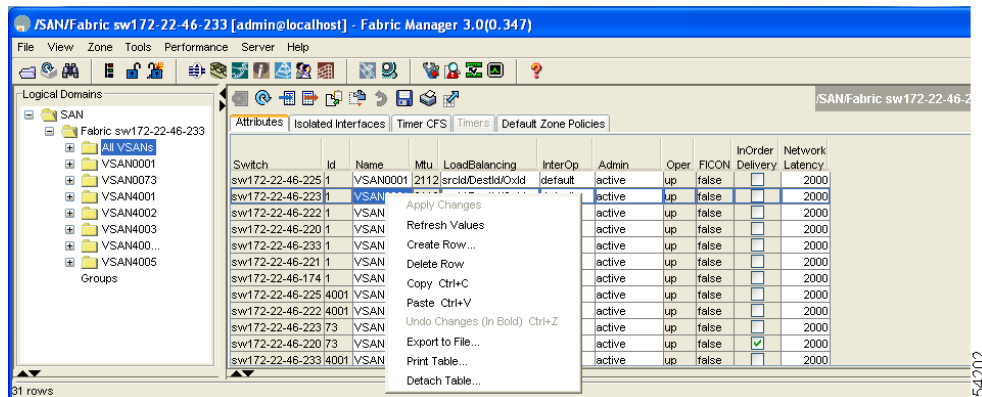 /SAN/Fabric sw172-22-46-233 [admin@localhost] - Fabric Manager 3.0(0.347)
File View Zone Tools Performance Server Help
Logical Domains
/SAN/Fabric sw172-22-46-2
SAN
Fabric sw172-22-46-233
All VSANs
VSAN0001
VSAN0073
VSAN4001
VSAN4002
VSAN4003
VSAN400...
VSAN4005
Groups
Attributes Isolated Interfaces Timer CFS Timers Default Zone Policies
Switch Id Name Mtu LoadBalancing InterOp Admin Oper FICON InOrder Delivery Network Latency
sw172-22-46-225 1 VSAN0001 2112 srcId/DestId/OxId default active up false 2000
sw172-22-46-223 1 VSAN active up false 2000
sw172-22-46-222 1 VSAN active up false 2000
sw172-22-46-220 1 VSAN active up false 2000
sw172-22-46-233 1 VSAN active up false 2000
sw172-22-46-221 1 VSAN active up false 2000
sw172-22-46-174 1 VSAN active up false 2000
sw172-22-46-225 4001 VSAN active up false 2000
sw172-22-46-222 4001 VSAN active up false 2000
sw172-22-46-223 73 VSAN active up false 2000
sw172-22-46-220 73 VSAN active up false 2000
sw172-22-46-233 4001 VSAN active up false 2000
Apply Changes
Refresh Values
Create Row...
Delete Row
Copy Ctrl+C
Paste Ctrl+V
Undo Changes (In Bold) Ctrl+Z
Export to File...
Print Table...
Detach Table...
31 rows
54202